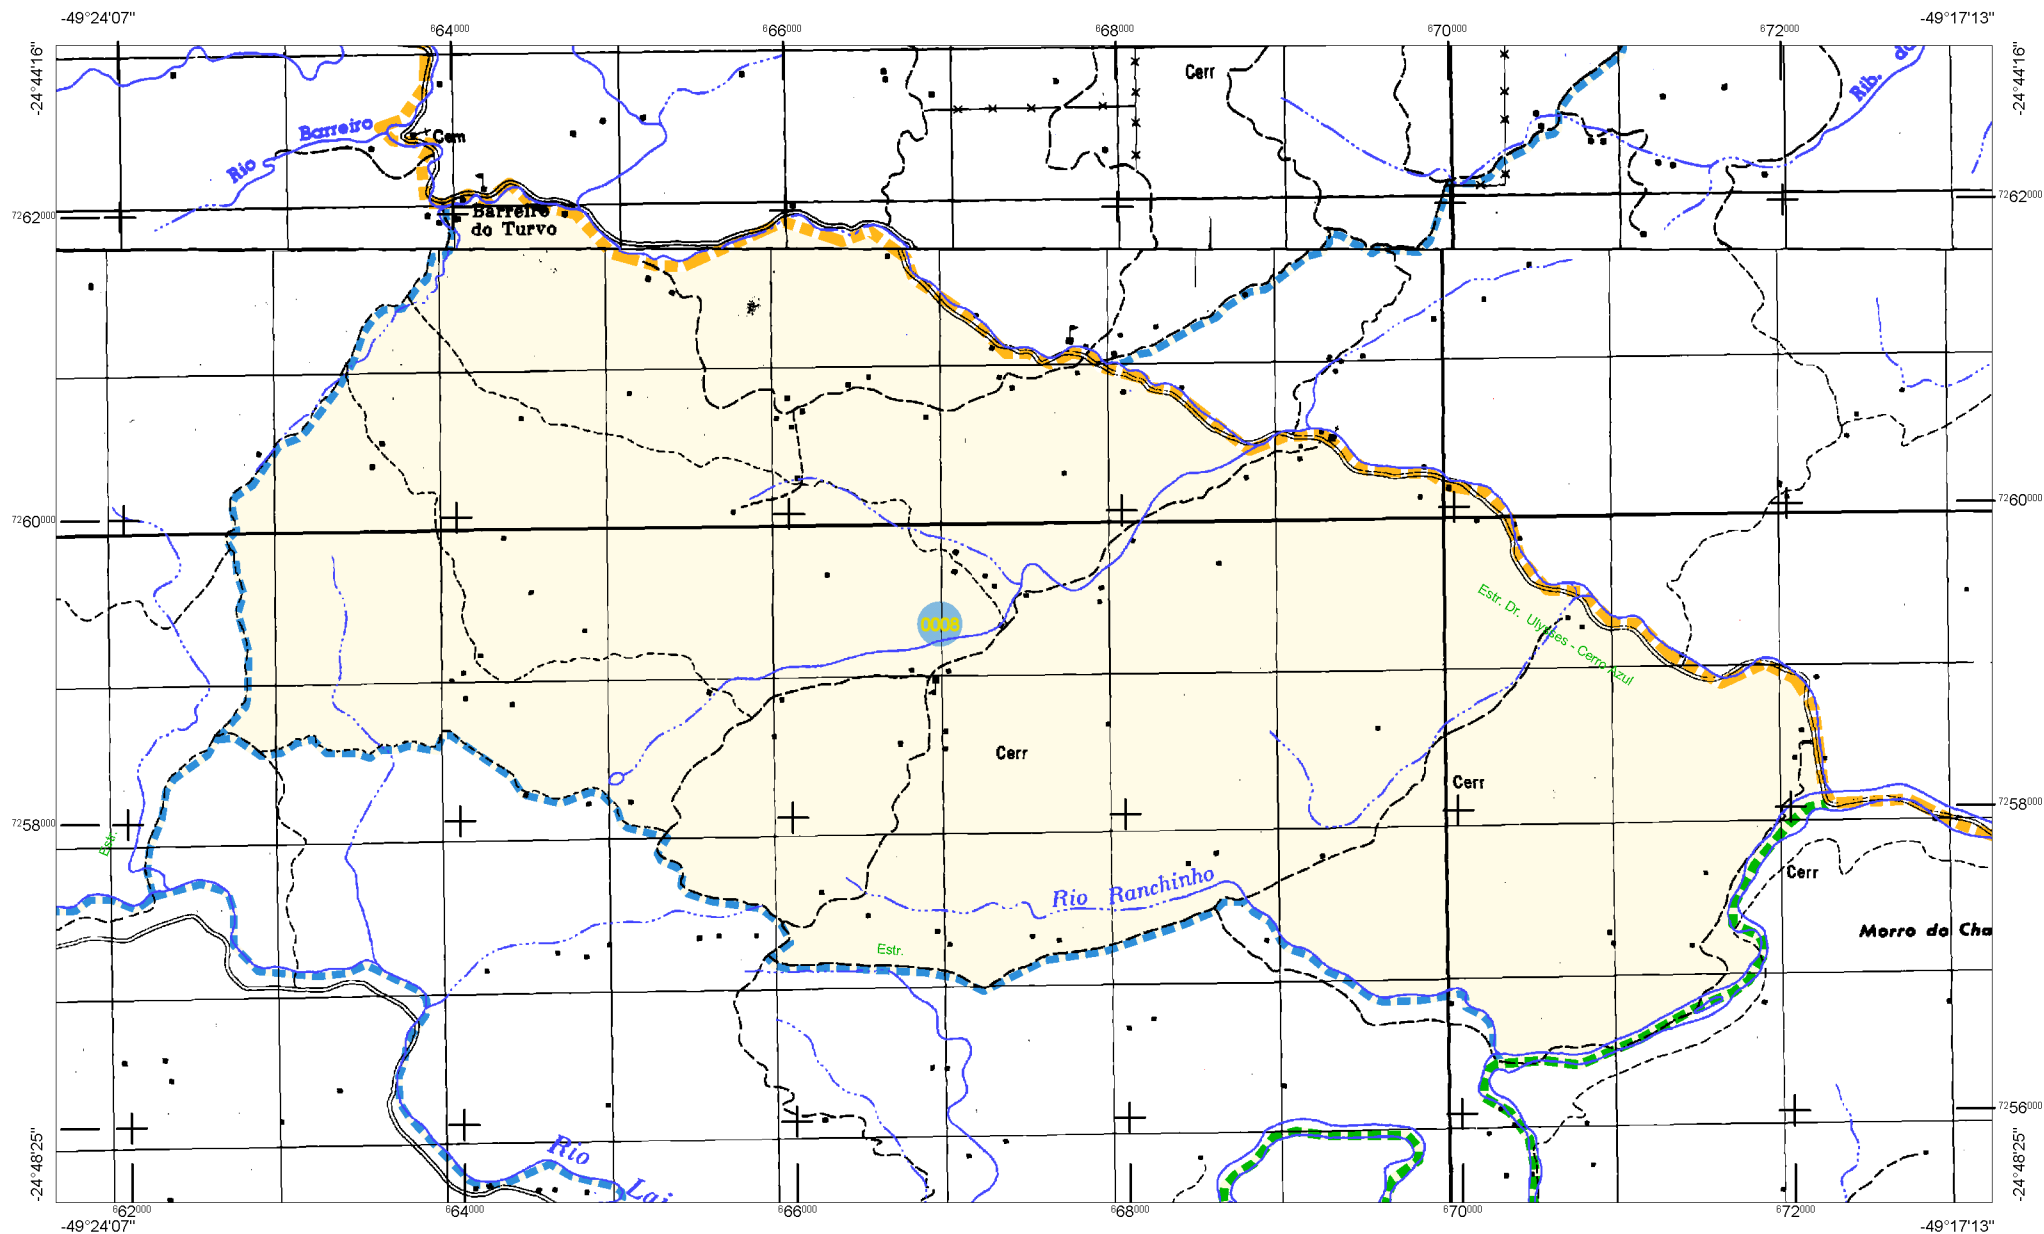 -49°24'07"
664000
666000
668000
670000
672000
-49°17'13"
-24°44'16"
-24°44'16"
Cerr
Rib. do
Barreiro
Cem
Rio
7262000
7262000
Barreiro
do Turvo
7260000
7260000
Estr. Dr. Ulysses - Cerro Azul
0008
Cerr
Cerr
7258000
7258000
Estr.
Cerr
Rio Ranchinho
Morro do Cha
Estr.
7256000
-24°48'25"
-24°48'25"
Rio
Lai
662000
664000
666000
668000
670000
672000
-49°24'07"
-49°17'13"